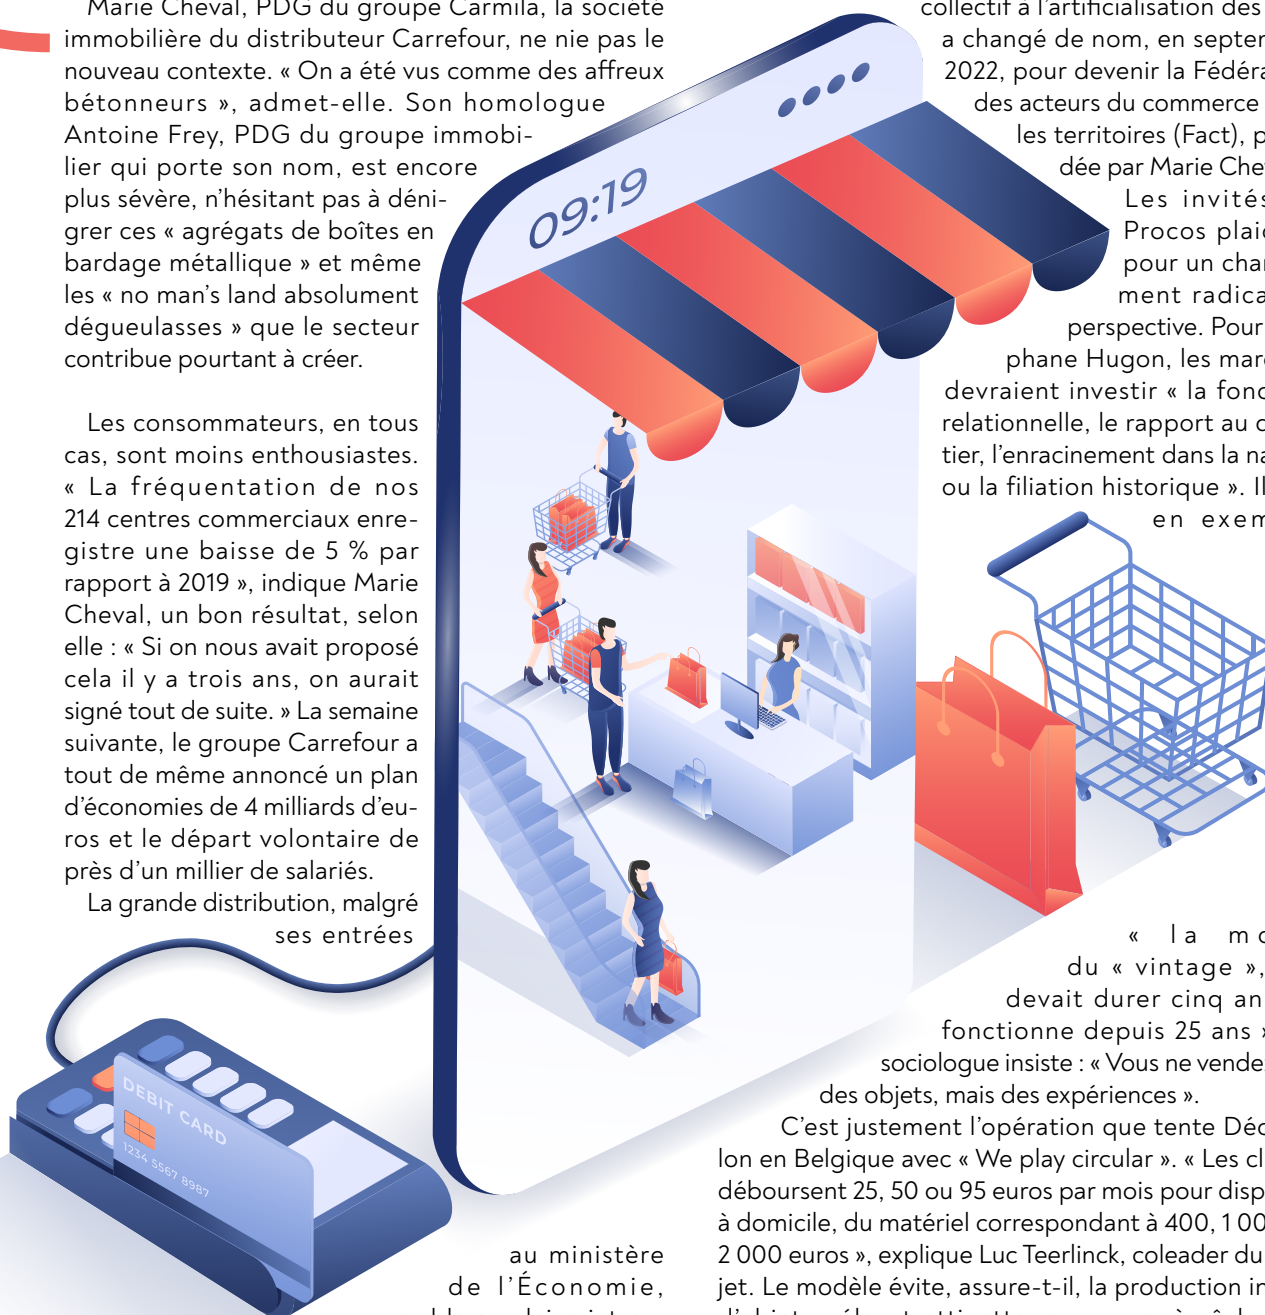 Marie Cheval, PDG du groupe Carmila, la société
immobilière du distributeur Carrefour, ne nie pas le
nouveau contexte. « On a été vus comme des affreux
bétonneurs », admet-elle. Son homologue
Antoine Frey, PDG du groupe immobi-
lier qui porte son nom, est encore
plus sévère, n’hésitant pas à déni-
grer ces « agrégats de boîtes en
bardage métallique » et même
les « no man’s land absolument
dégueulasses » que le secteur
contribue pourtant à créer.
Les consommateurs, en tous
cas, sont moins enthousiastes.
« La fréquentation de nos
214 centres commerciaux enre-
gistre une baisse de 5 % par
rapport à 2019 », indique Marie
Cheval, un bon résultat, selon
elle : « Si on nous avait proposé
cela il y a trois ans, on aurait
signé tout de suite. » La semaine
suivante, le groupe Carrefour a
tout de même annoncé un plan
d’économies de 4 milliards d’eu-
ros et le départ volontaire de
près d’un millier de salariés.
La grande distribution, malgré
ses entrées
au ministère
de l’Économie,
09:19
DEBIT CARD
1234 5567 8987
collectif à l’artificialisation des
a changé de nom, en septem
2022, pour devenir la Fédéra
des acteurs du commerce
les territoires (Fact), p
dée par Marie Chev
Les invités
Procos plaid
pour un chan
ment radica
perspective. Pour
phane Hugon, les marq
devraient investir « la fonc
relationnelle, le rapport au
tier, l’enracinement dans la na
ou la filiation historique ». Il
en exem
« la mo
du « vintage »,
devait durer cinq an
fonctionne depuis 25 ans »
sociologue insiste : « Vous ne vendez
des objets, mais des expériences ».
C’est justement l’opération que tente Déc
lon en Belgique avec « We play circular ». « Les cl
déboursent 25, 50 ou 95 euros par mois pour disp
à domicile, du matériel correspondant à 400, 1 00
2 000 euros », explique Luc Teerlinck, coleader du
jet. Le modèle évite, assure-t-il, la production in